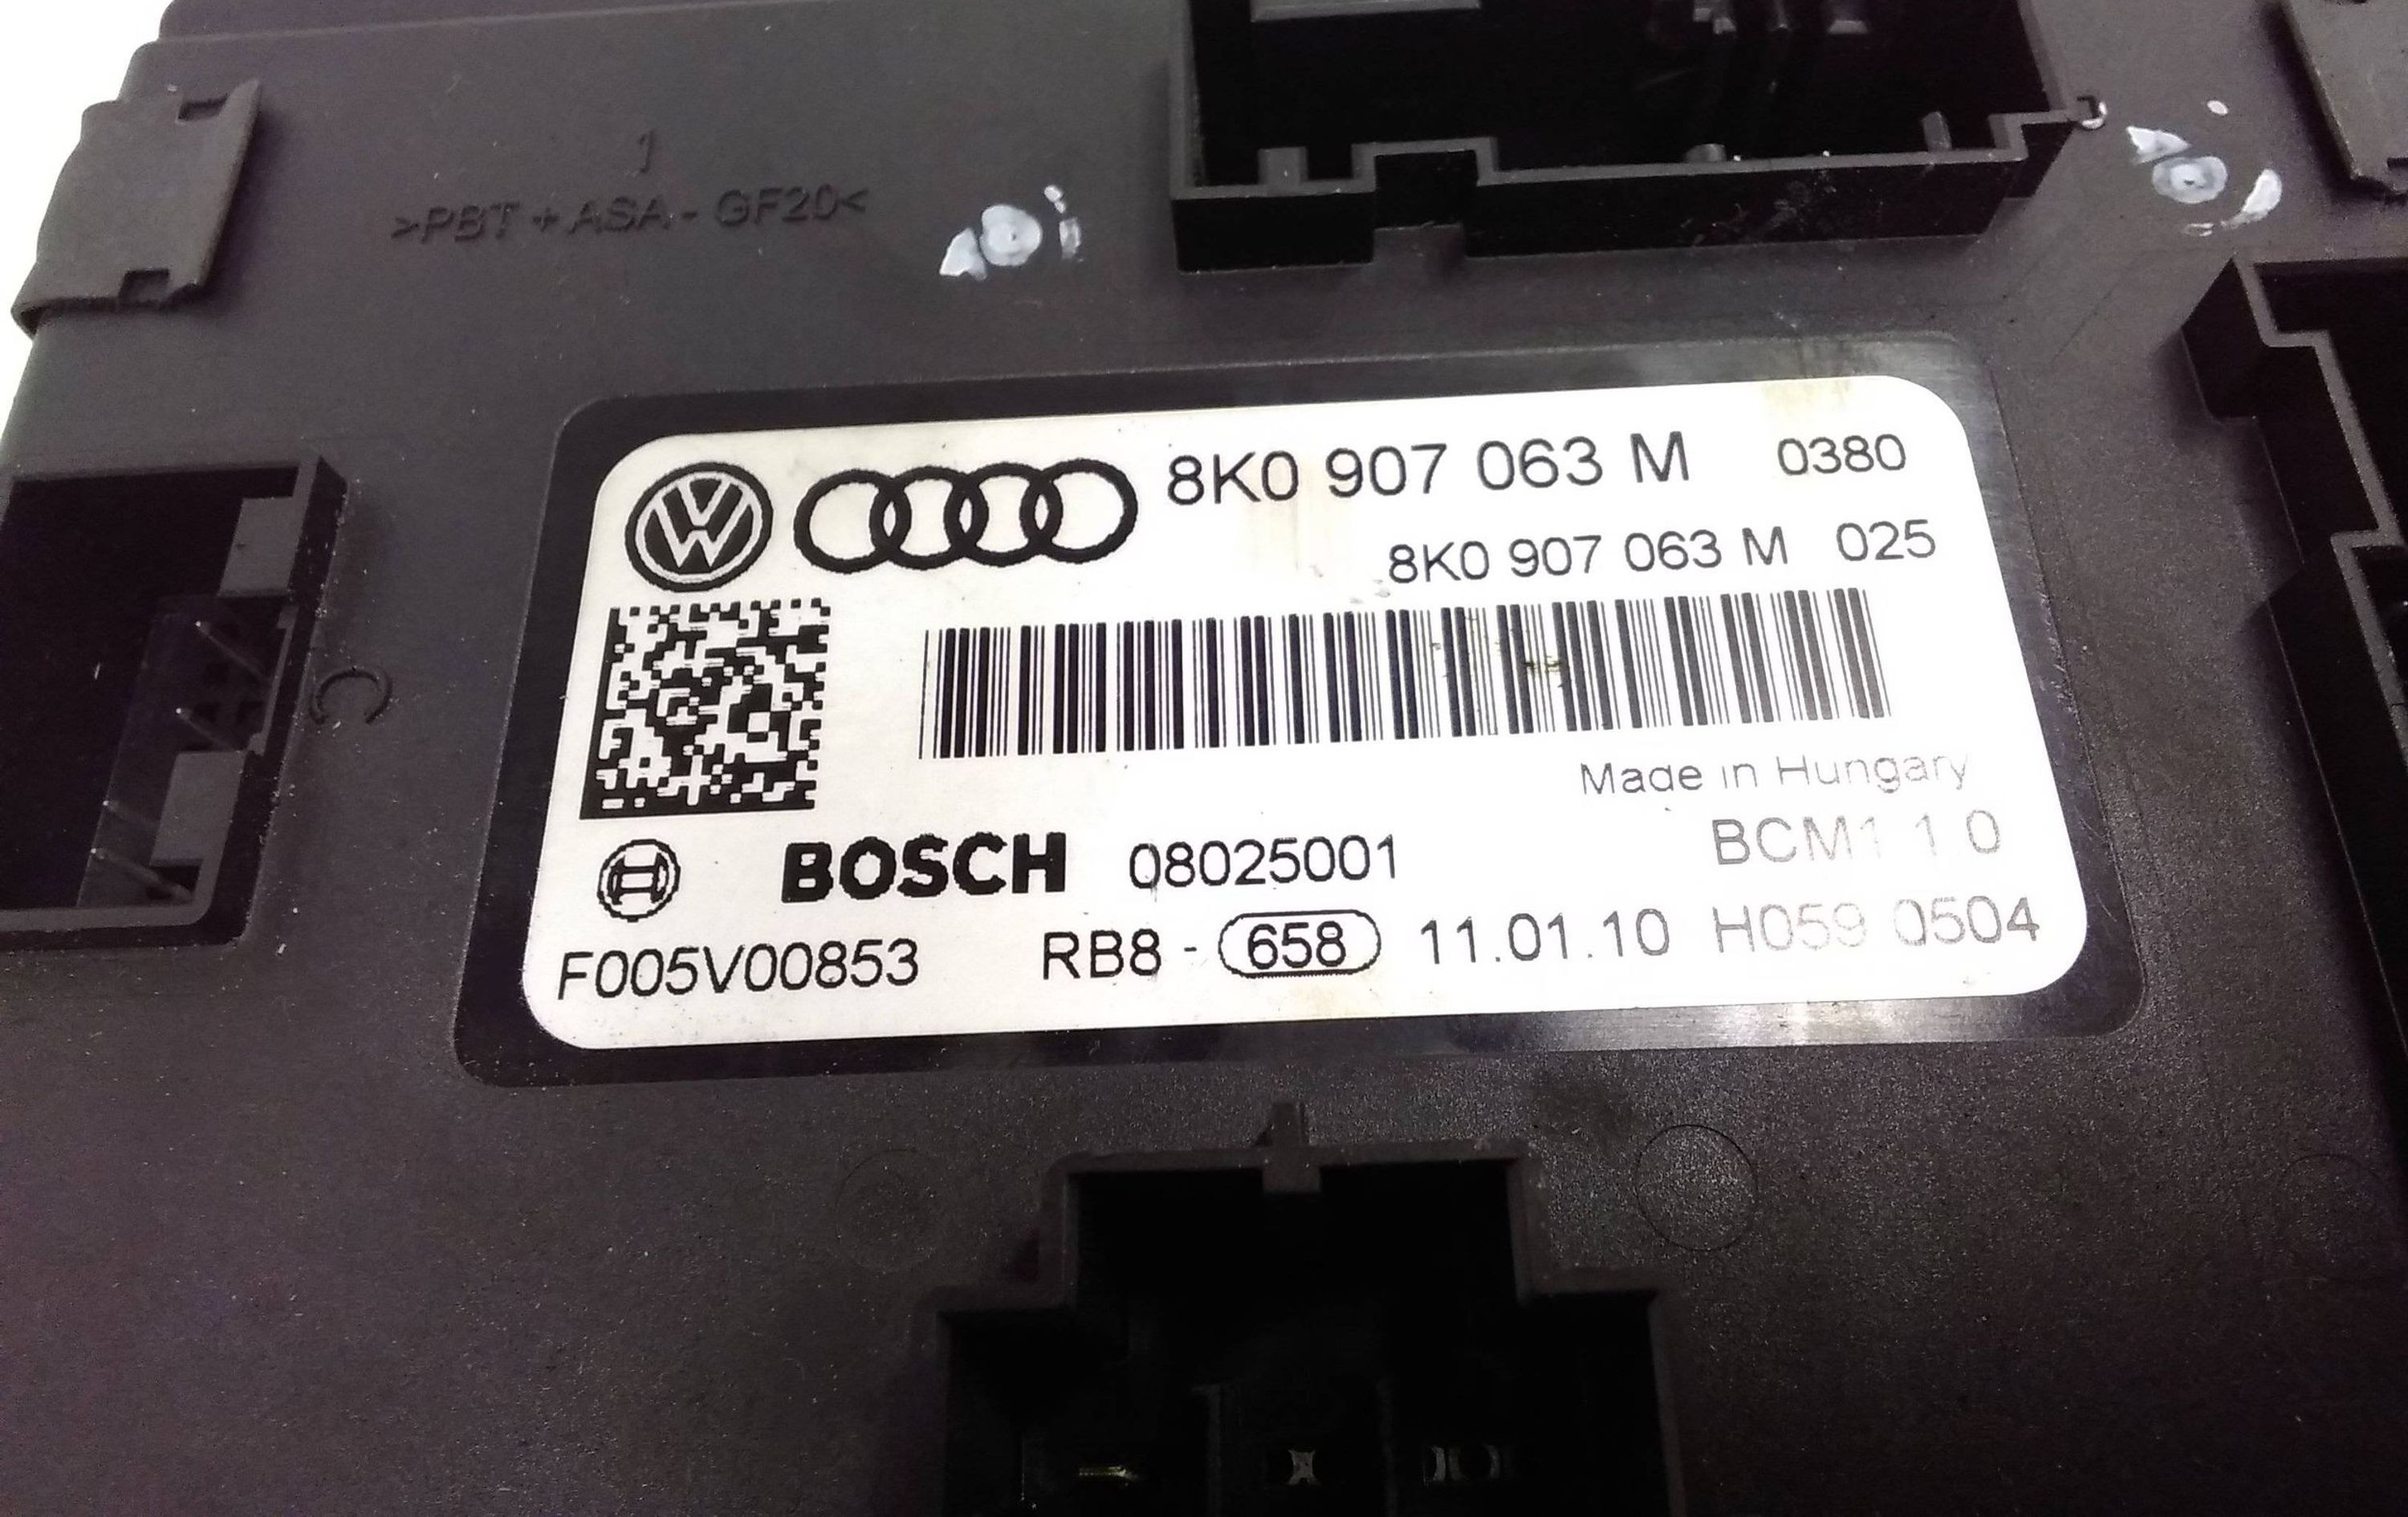 1
>PBT + ASA - GF20<
8K0 907 063 M 0380
8K0 907 063 M 025
C
Made in Hungary
BOSCH 08025001 BCM1 1 0
F005V00853 RB8 - 658 11.01.10 H059 0504